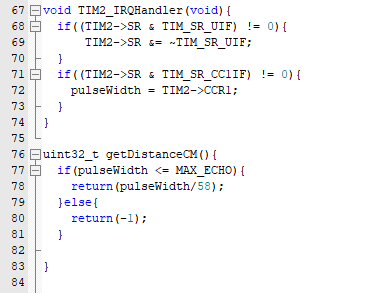 67 void TIM2_IRQHandler(void){
68   if((TIM2->SR & TIM_SR_UIF) != 0){
69       TIM2->SR &= ~TIM_SR_UIF;
70   }
71   if((TIM2->SR & TIM_SR_CC1IF) != 0){
72     pulseWidth = TIM2->CCR1;
73   }
74 }
75
76 uint32_t getDistanceCM(){
77   if(pulseWidth <= MAX_ECHO){
78     return(pulseWidth/58);
79   }else{
80     return(-1);
81   }
82
83 }
84